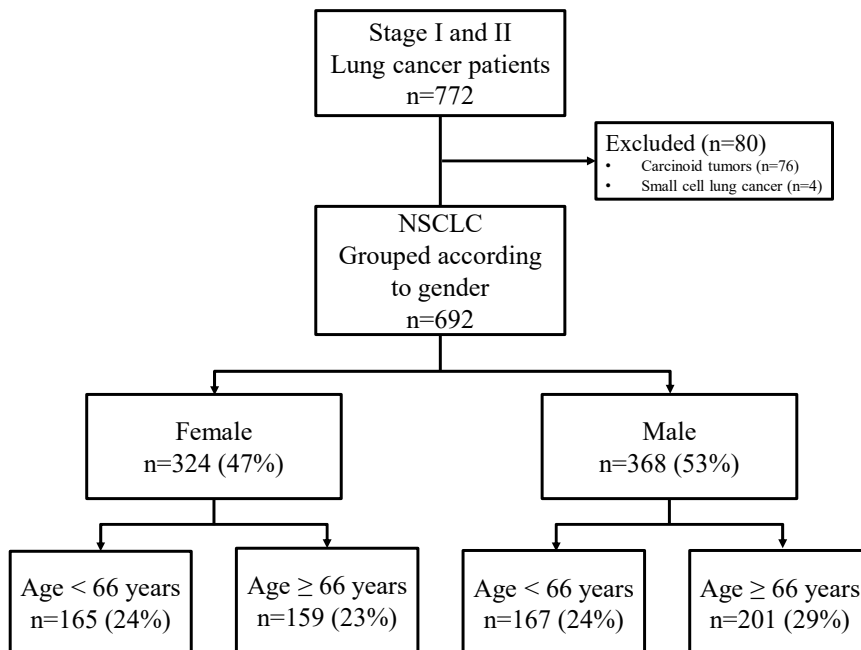 Stage I and II
Lung cancer patients
n=772
Excluded (n=80)
• Carcinoid tumors (n=76)
• Small cell lung cancer (n=4)
NSCLC
Grouped according
to gender
n=692
Female
n=324 (47%)
Male
n=368 (53%)
Age < 66 years
n=165 (24%)
Age ≥ 66 years
n=159 (23%)
Age < 66 years
n=167 (24%)
Age ≥ 66 years
n=201 (29%)